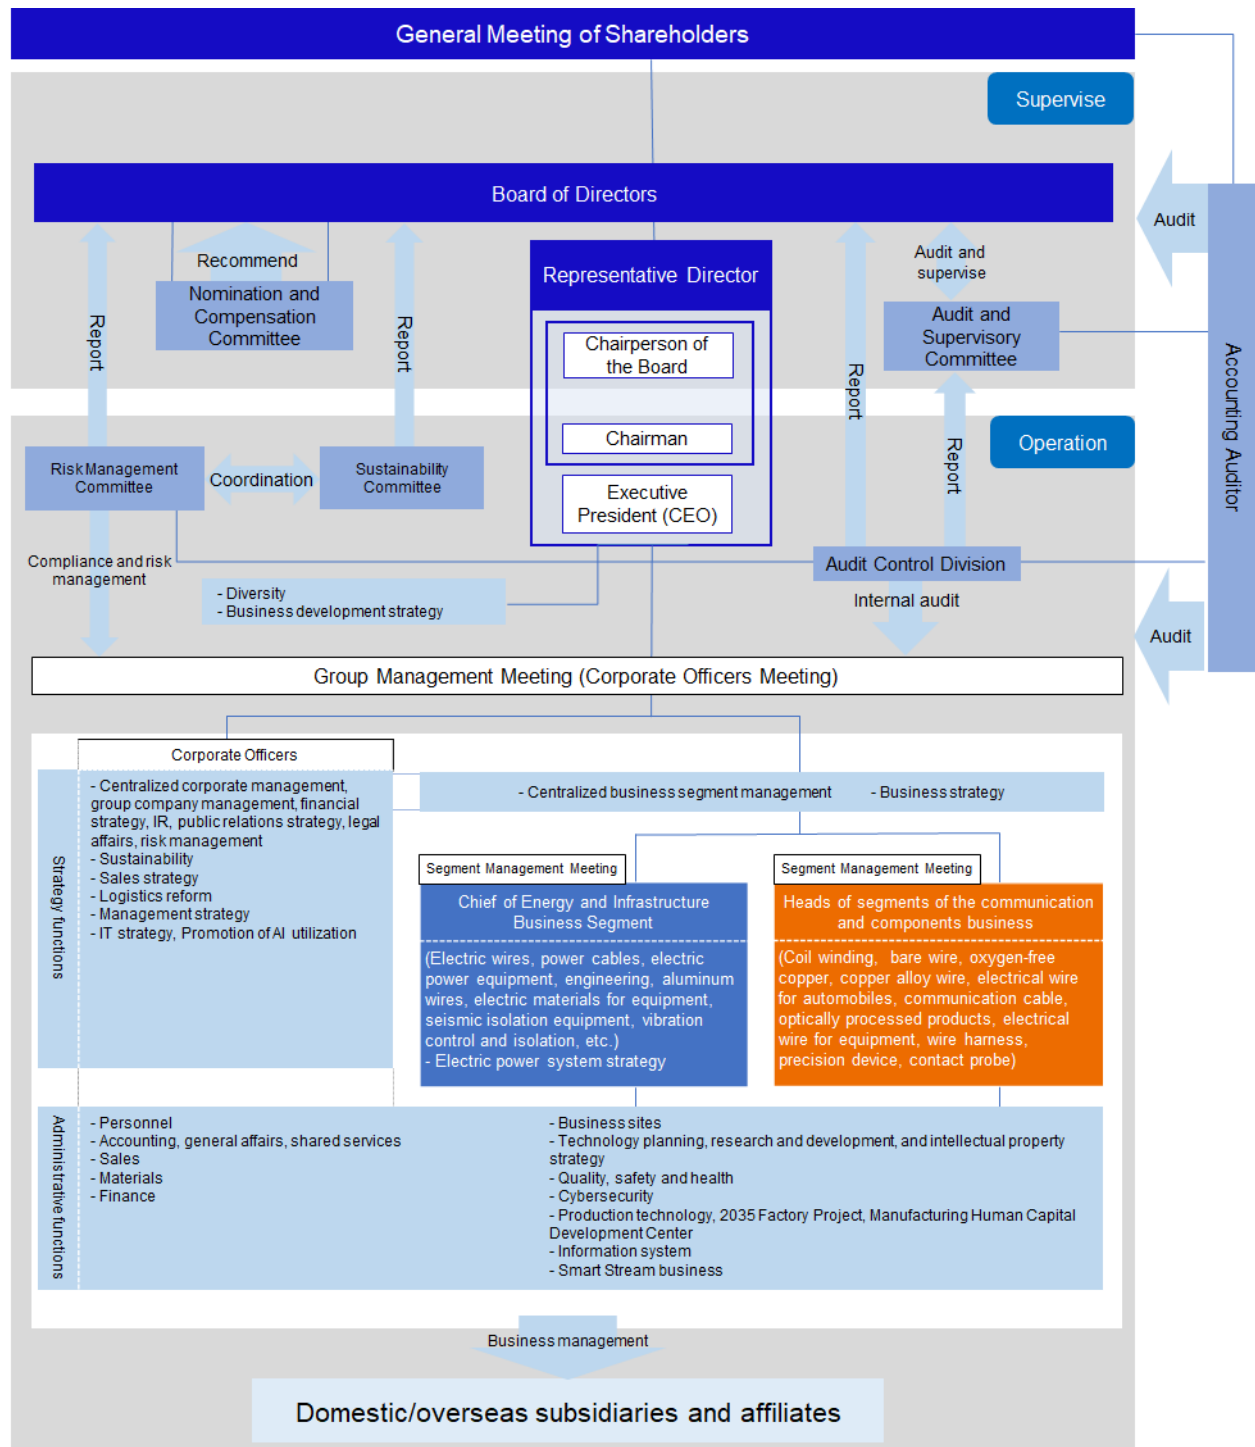 General Meeting of Shareholders
Supervise
Board of Directors
Audit
Recommend
Representative Director
Audit and
supervise
Nomination and
Compensation
Committee
Report
Report
Chairperson of
the Board
Report
Audit and
Supervisory
Committee
Accounting Auditor
Chairman
Report
Operation
Risk Management
Committee
Coordination
Sustainability
Committee
Executive
President (CEO)
Compliance and risk
management
Audit Control Division
- Diversity
- Business development strategy
Internal audit
Audit
Group Management Meeting (Corporate Officers Meeting)
Corporate Officers
Strategy functions
- Centralized corporate management,
group company management, financial
strategy, IR, public relations strategy, legal
affairs, risk management
- Sustainability
- Sales strategy
- Logistics reform
- Management strategy
- IT strategy, Promotion of AI utilization
- Centralized business segment management
- Business strategy
Segment Management Meeting
Chief of Energy and Infrastructure
Business Segment
(Electric wires, power cables, electric
power equipment, engineering, aluminum
wires, electric materials for equipment,
seismic isolation equipment, vibration
control and isolation, etc.)
- Electric power system strategy
Segment Management Meeting
Heads of segments of the communication
and components business
(Coil winding, bare wire, oxygen-free
copper, copper alloy wire, electrical wire
for automobiles, communication cable,
optically processed products, electrical
wire for equipment, wire harness,
precision device, contact probe)
Administrative functions
- Personnel
- Accounting, general affairs, shared services
- Sales
- Materials
- Finance
- Business sites
- Technology planning, research and development, and intellectual property
strategy
- Quality, safety and health
- Cybersecurity
- Production technology, 2035 Factory Project, Manufacturing Human Capital
Development Center
- Information system
- Smart Stream business
Business management
Domestic/overseas subsidiaries and affiliates